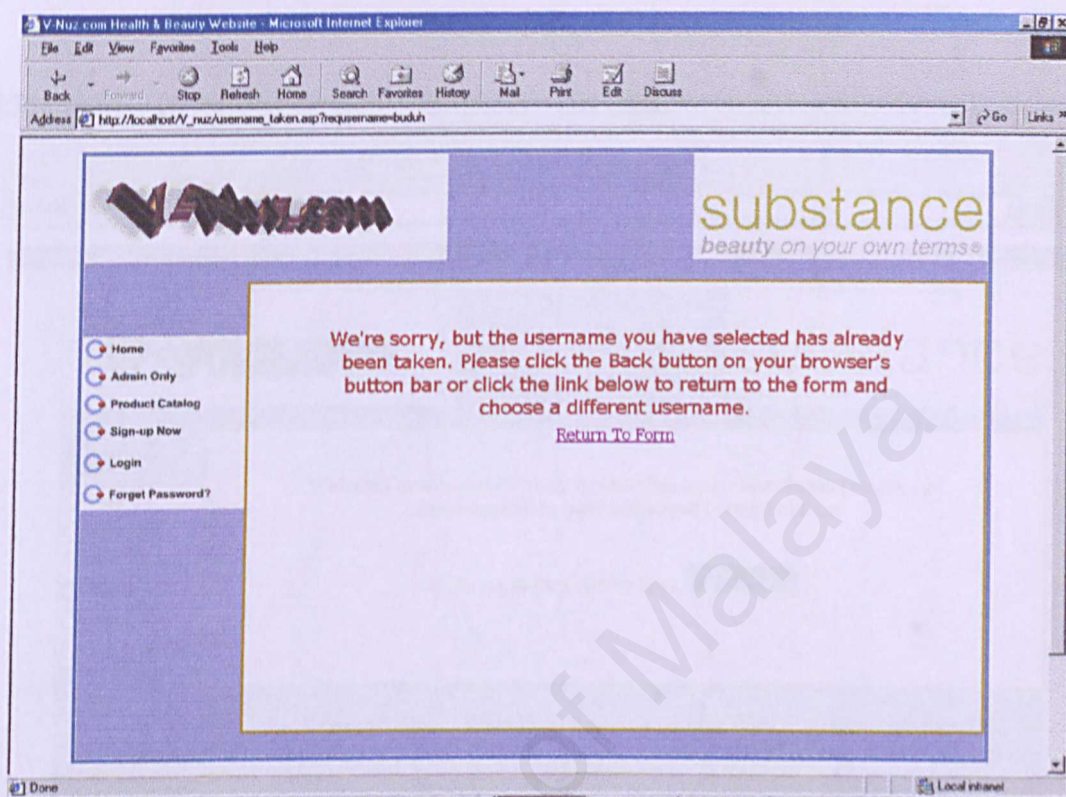 V-Nuz.com Health & Beauty Website - Microsoft Internet Explorer
File Edit View Favorites Tools Help
Back Forward Stop Refresh Home Search Favorites History Mail Print Edit Discuss
Address http://localhost/V_nuz/username_taken.asp?requsername=buduh Go Links »
V-Nuz.com
substance
beauty on your own terms®
Home
Admin Only
Product Catalog
Sign-up Now
Login
Forget Password?
We're sorry, but the username you have selected has already
been taken. Please click the Back button on your browser's
button bar or click the link below to return to the form and
choose a different username.
Return To Form
of Malaya
Done Local intranet